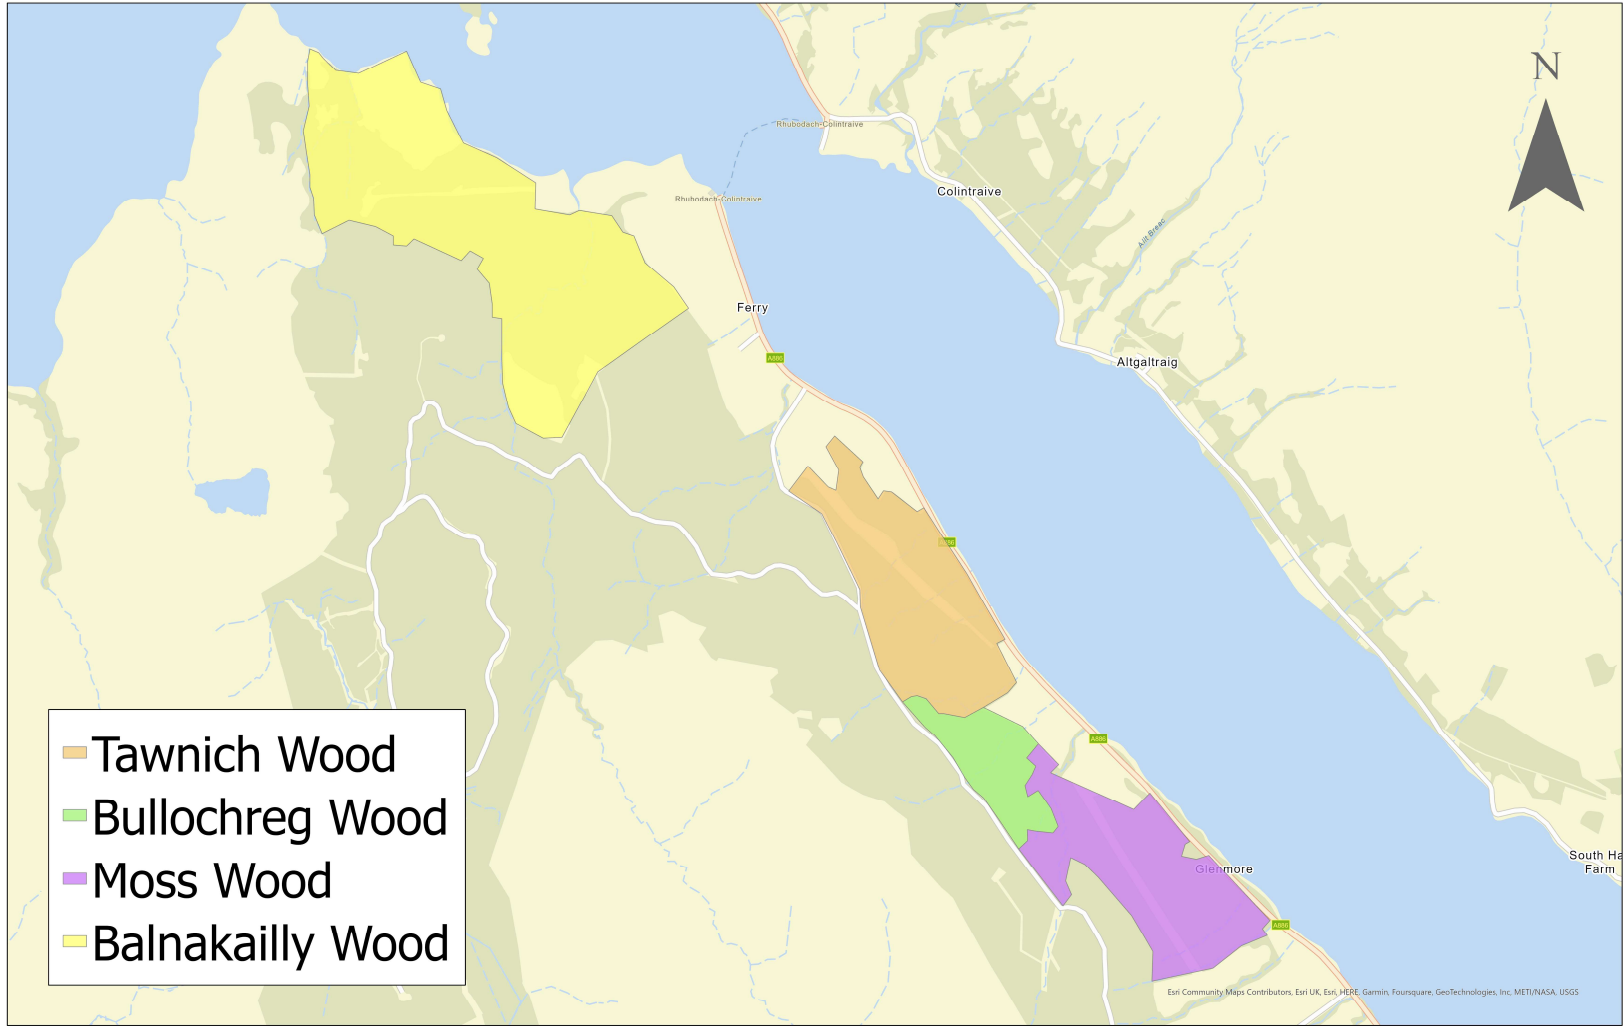 N
Rhubodach-Colintraive
Colintraive
Rhubodach-Colintraive
Allt Breac
Ferry
A886
Altgaltraig
A886
A886
South Ha
Farm
Glenmore
A886
Tawnich Wood
Bullochreg Wood
Moss Wood
Balnakailly Wood
Esri Community Maps Contributors, Esri UK, Esri, HERE, Garmin, Foursquare, GeoTechnologies, Inc, METI/NASA, USGS